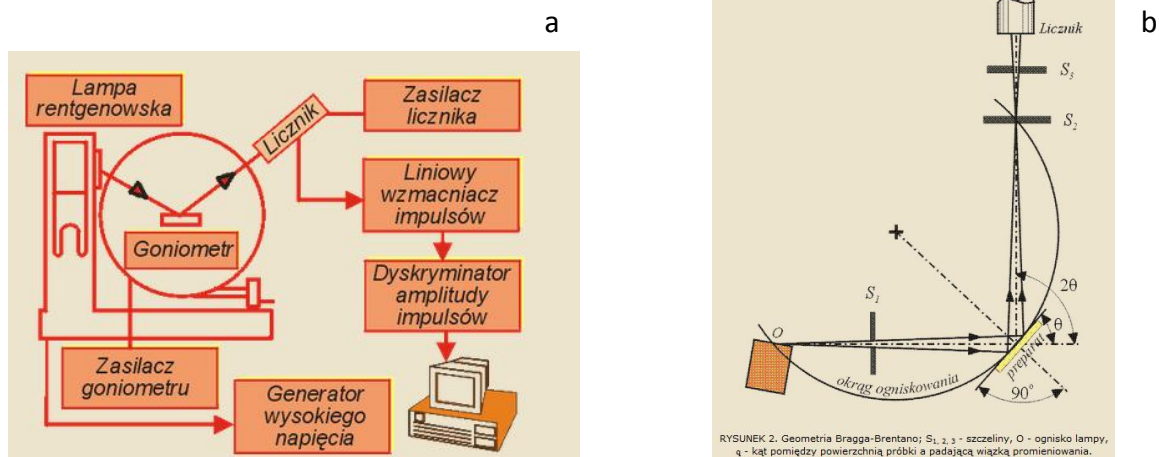 a
Lampa
rentgenowska
Licznik
Zasilacz
licznika
Liniowy
wzmacniacz
impulsów
Goniometr
Dyskryminator
amplitudy
impulsów
Zasilacz
goniometru
Generator
wysokiego
napięcia
b
Licznik
S3
S2
S1
2θ
θ
O
preparat
okrąg ogniskowania
90°
RYSUNEK 2. Geometria Bragga-Brentano; S1, 2, 3 - szczeliny, O - ognisko lampy,
q - kąt pomiędzy powierzchnią próbki a padającą wiązką promieniowania.